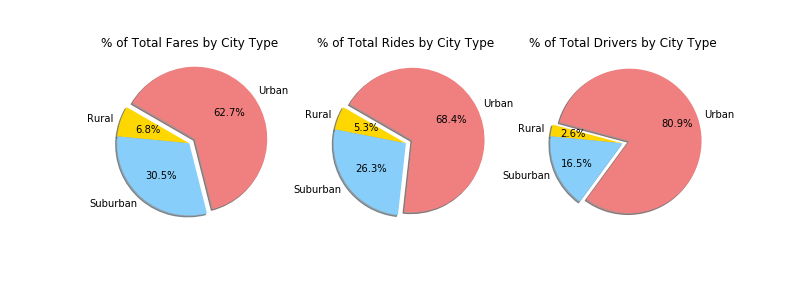 % of Total Fares by City Type
Urban
62.7%
Rural
6.8%
30.5%
Suburban
% of Total Rides by City Type
Urban
68.4%
Rural
5.3%
26.3%
Suburban
% of Total Drivers by City Type
Urban
80.9%
Rural
2.6%
16.5%
Suburban